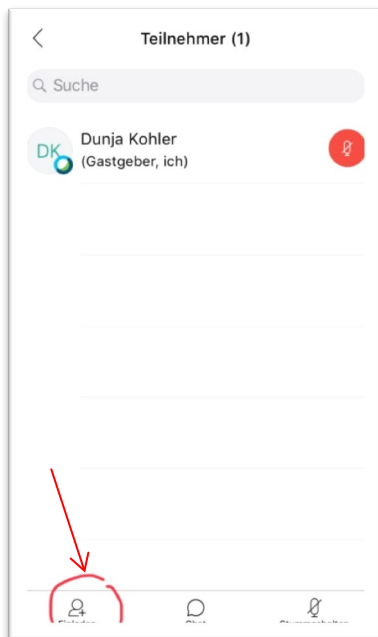 Teilnehmer (1)
Suche
DK
Dunja Kohler
(Gastgeber, ich)